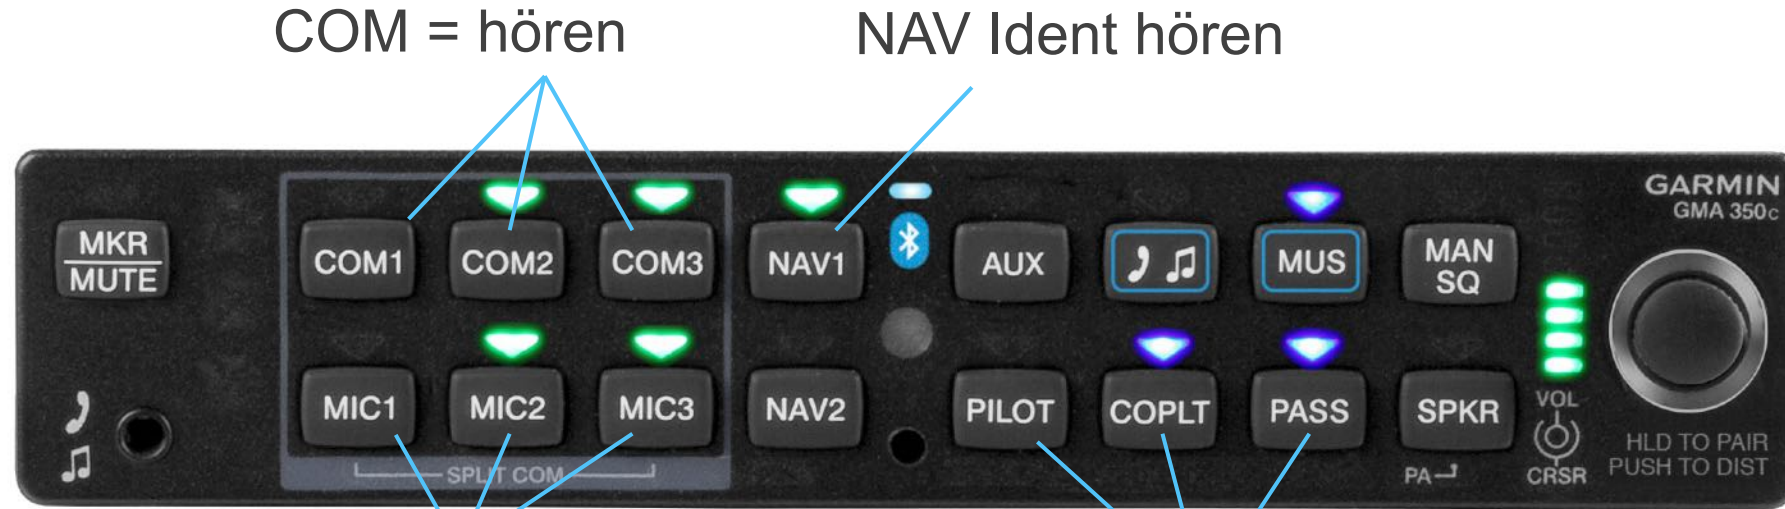 COM = hören
NAV Ident hören
GARMIN
GMA 350c
MKR
MUTE
COM1
COM2
COM3
NAV1
AUX
MUS
MAN
SQ
MIC1
MIC2
MIC3
NAV2
PILOT
COPLT
PASS
SPKR
VOL
SPLIT COM
PA
CRSR
HLD TO PAIR
PUSH TO DIST